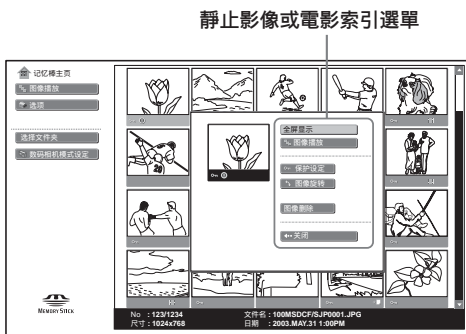 靜止影像或電影索引選單
记忆棒主页
图像播放
选项
选择文件夹
数码相机模式设定
全屏显示
图像播放
保护设定
图像旋转
图像删除
关闭
20
MEMORY STICK
No :123/1234
文件名 : 100MSDCF/SJP0001.JPG
尺寸 : 1024x768
日期 : 2003.MAY.31 1:00PM